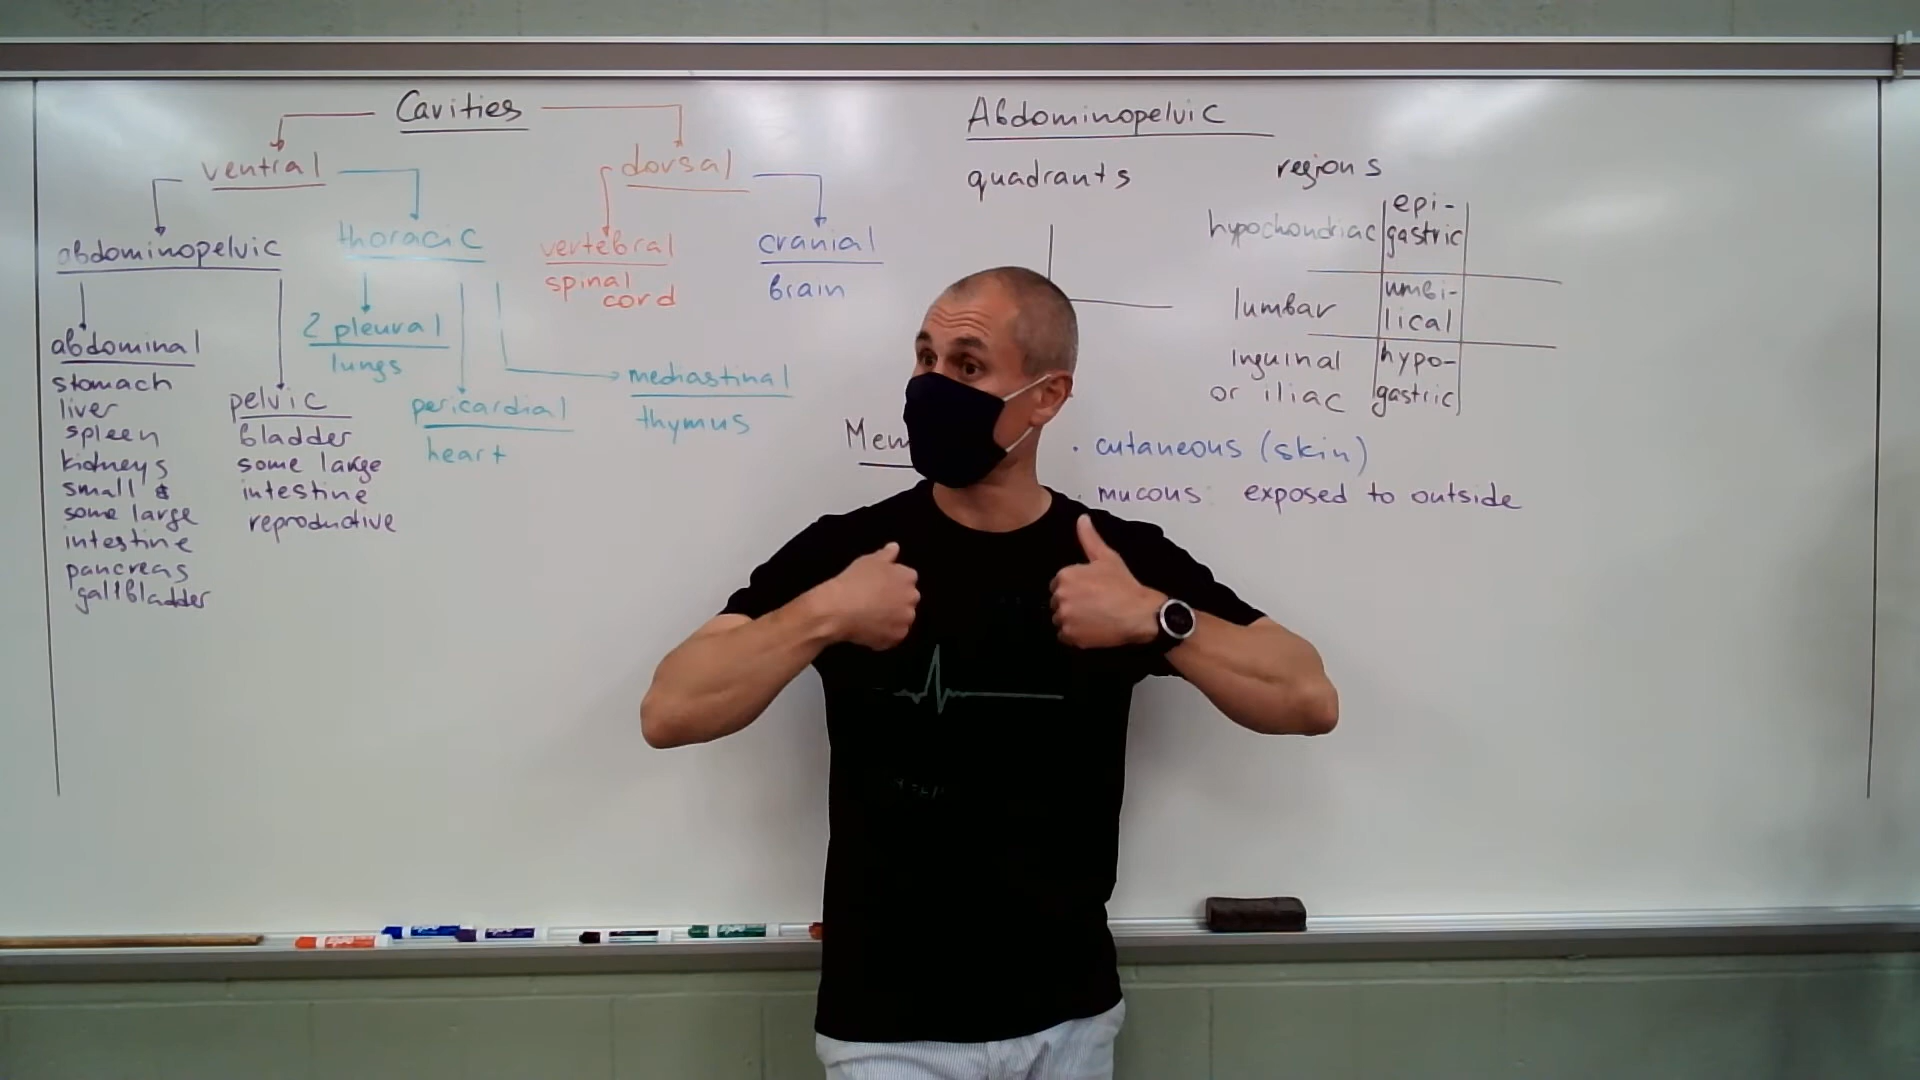 Cavities
ventral
dorsal
abdominopelvic
thoracic
vertebral
spinal
cord
cranial
brain
abdominal
stomach
liver
spleen
kidneys
small &
some large
intestine
pancreas
gallbladder
pelvic
bladder
some large
intestine
reproductive
2 pleural
lungs
pericardial
heart
mediastinal
thymus
Abdominopelvic
quadrants
regions
hypochondriac
epi-
gastric
lumbar
umbi-
lical
Inguinal
or iliac
hypo-
gastric
Mem
• cutaneous (skin)
• mucous: exposed to outside